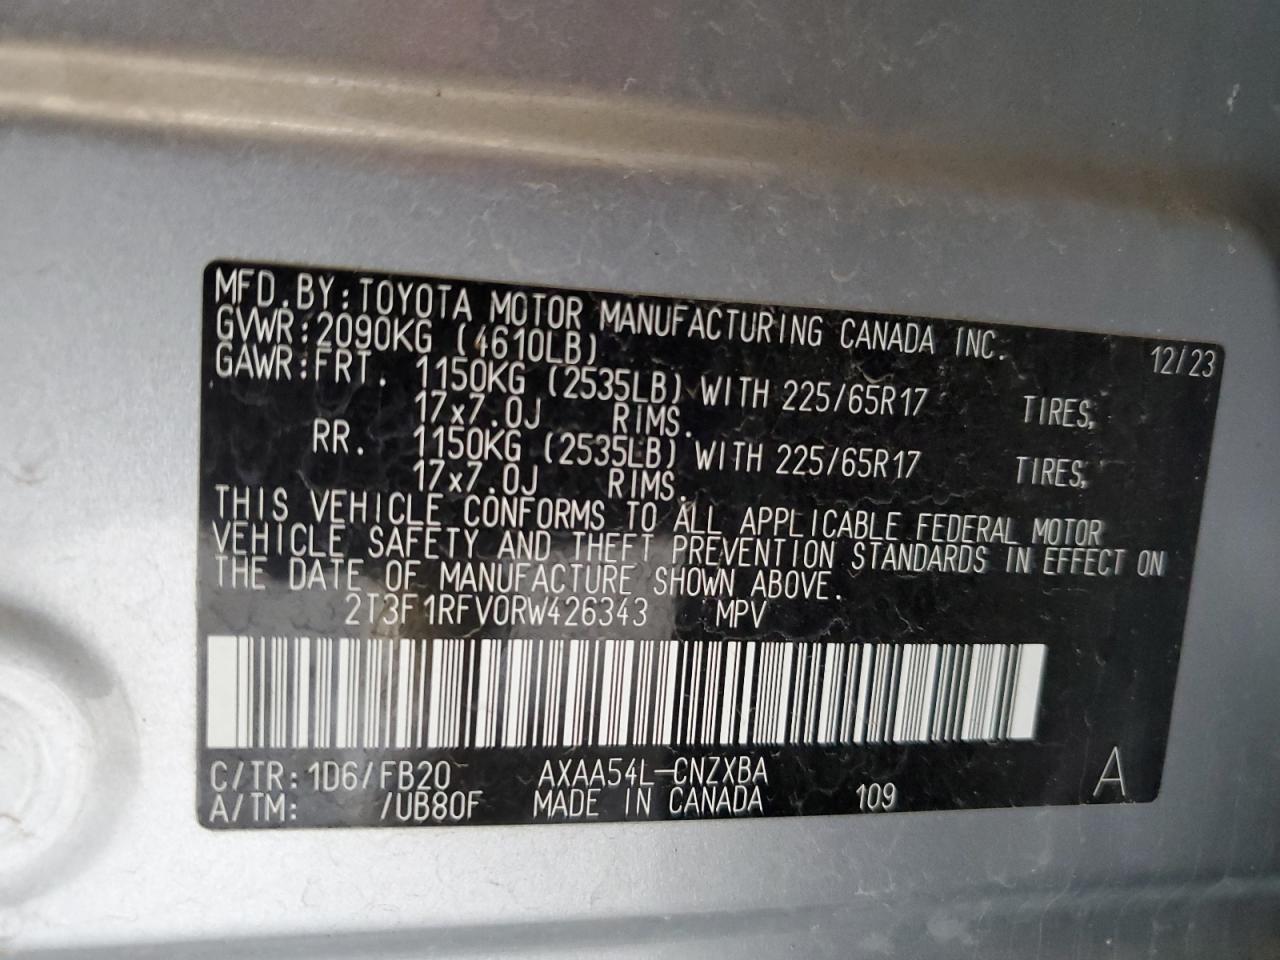 MFD.BY:TOYOTA MOTOR MANUFACTURING CANADA INC.
GVWR:2090KG (4610LB) 12/23
GAWR:FRT. 1150KG (2535LB) WITH 225/65R17 TIRES,
17x7.0J RIMS.
RR. 1150KG (2535LB) WITH 225/65R17 TIRES,
17x7.0J RIMS.
THIS VEHICLE CONFORMS TO ALL APPLICABLE FEDERAL MOTOR
VEHICLE SAFETY AND THEFT PREVENTION STANDARDS IN EFFECT ON
THE DATE OF MANUFACTURE SHOWN ABOVE.
2T3F1RFV0RW426343 MPV
C/TR:1D6/FB20 AXAA54L-CNZXBA A
A/TM: /UB80F MADE IN CANADA 109